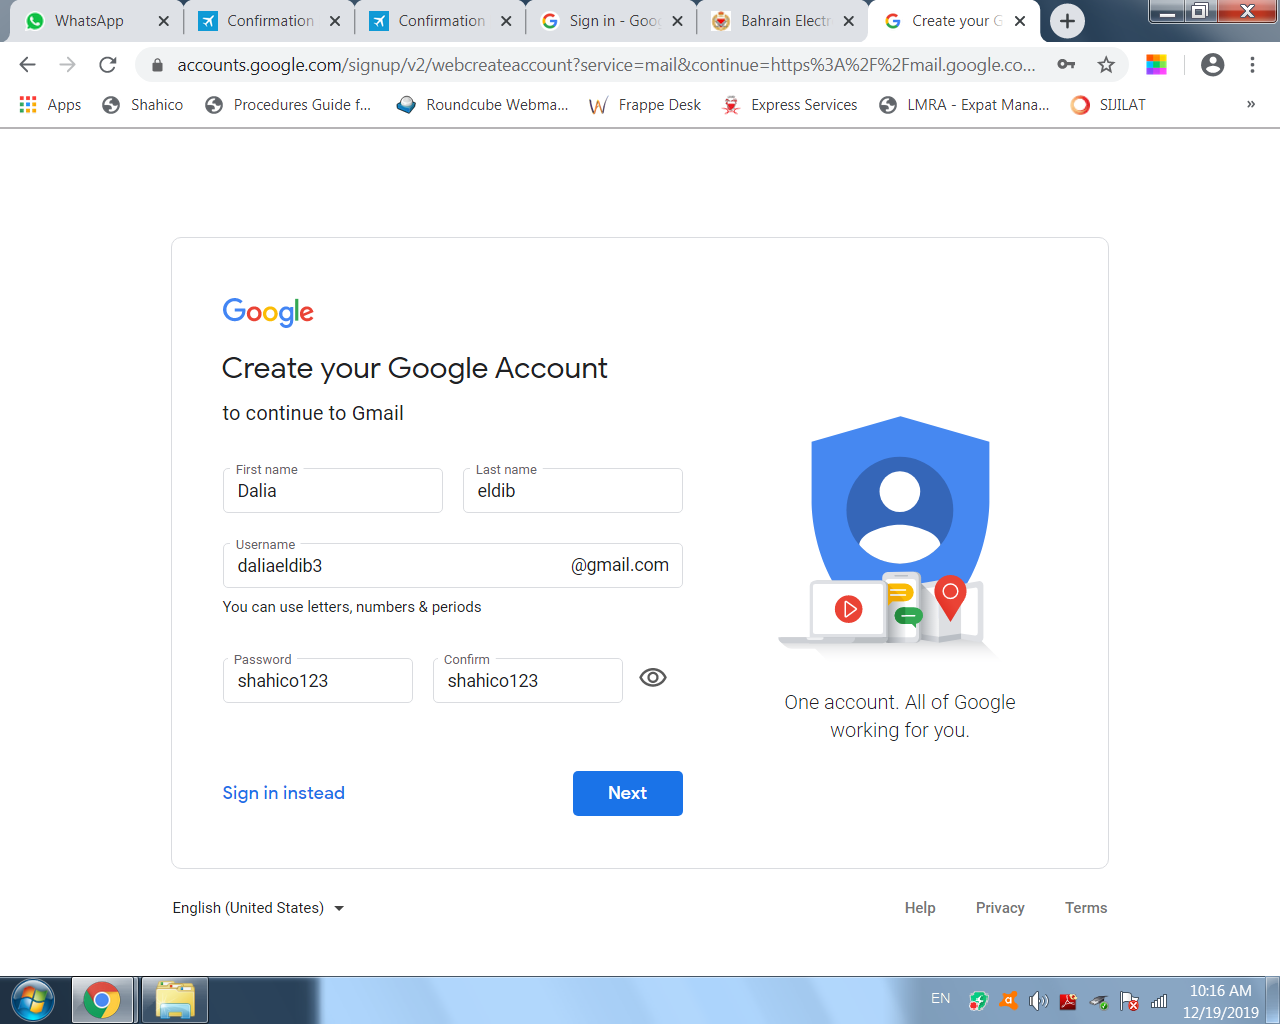 WhatsApp
Confirmation
Confirmation
Sign in - Goo
Bahrain Electr
Create your G
accounts.google.com/signup/v2/webcreateaccount?service=mail&continue=https%3A%2F%2Fmail.google.co...
Apps
Shahico
Procedures Guide f...
Roundcube Webma...
Frappe Desk
Express Services
LMRA - Expat Mana...
SIJILAT
»
Google
Create your Google Account
to continue to Gmail
First name
Last name
Dalia
eldib
Username
daliaeldib3
@gmail.com
You can use letters, numbers & periods
Password
Confirm
shahico123
shahico123
One account. All of Google
working for you.
Sign in instead
Next
English (United States)
Help
Privacy
Terms
EN
10:16 AM
12/19/2019